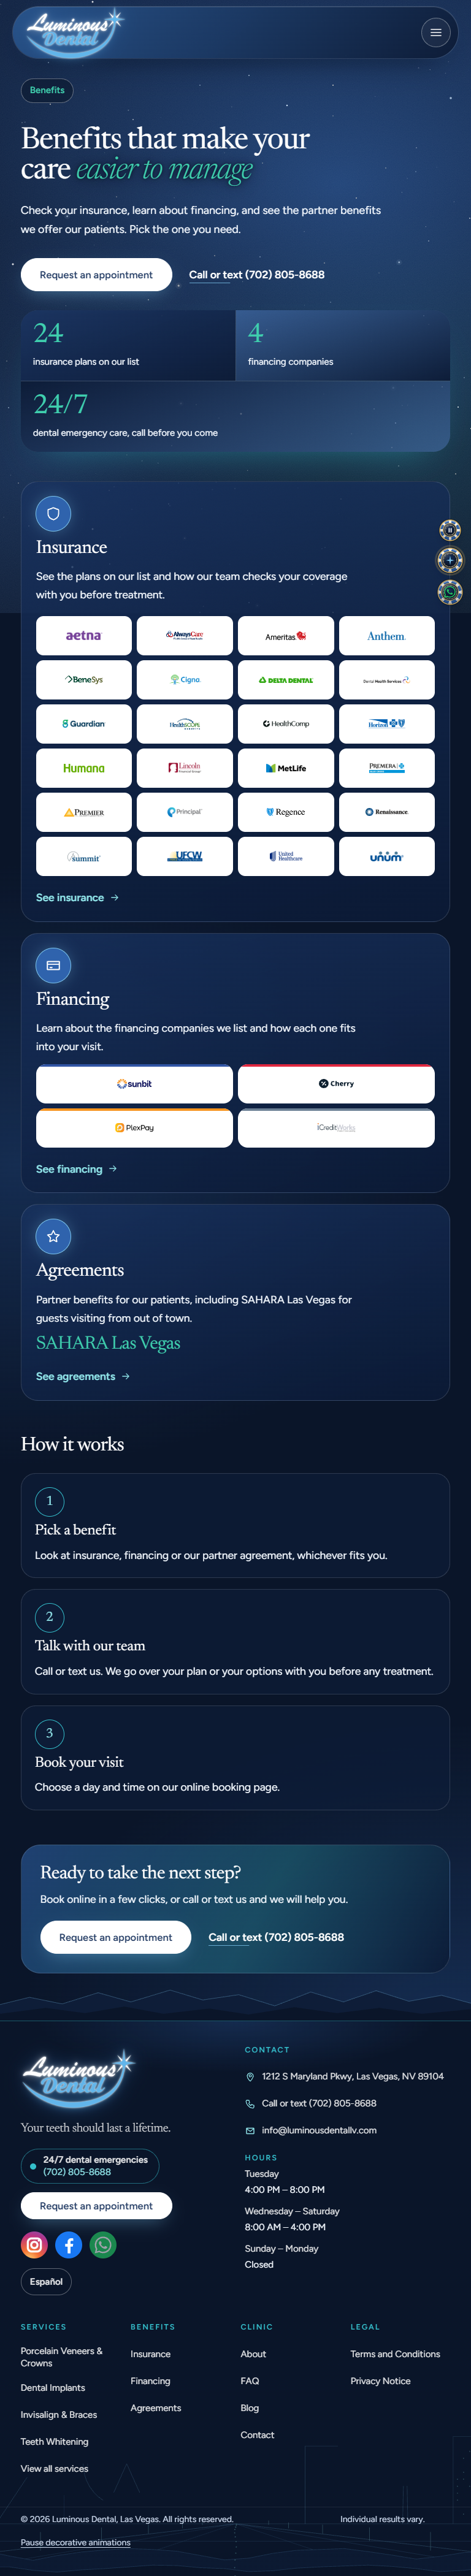 Luminous
Dental
Benefits
Benefits that make your
care easier to manage
Check your insurance, learn about financing, and see the partner benefits
we offer our patients. Pick the one you need.
Request an appointment
Call or text (702) 805-8688
24
insurance plans on our list
4
financing companies
24/7
dental emergency care, call before you come
Insurance
See the plans on our list and how our team checks your coverage
with you before treatment.
aetna
AlwaysCare
Ameritas
Anthem
BeneSys
Cigna
DELTA DENTAL
Dental Health Services
Guardian
HealthSCOPE
BENEFITS
HealthComp
Horizon
Humana
Lincoln
Financial Group
MetLife
PREMERA
PREMIER
Principal
Regence
Renaissance
summit
UFCW
United
Healthcare
unum
See insurance →
Financing
Learn about the financing companies we list and how each one fits
into your visit.
sunbit
Cherry
PlexPay
iCreditWorks
See financing →
Agreements
Partner benefits for our patients, including SAHARA Las Vegas for
guests visiting from out of town.
SAHARA Las Vegas
See agreements →
How it works
1
Pick a benefit
Look at insurance, financing or our partner agreement, whichever fits you.
2
Talk with our team
Call or text us. We go over your plan or your options with you before any treatment.
3
Book your visit
Choose a day and time on our online booking page.
Ready to take the next step?
Book online in a few clicks, or call or text us and we will help you.
Request an appointment
Call or text (702) 805-8688
Luminous
Dental
Your teeth should last a lifetime.
24/7 dental emergencies
(702) 805-8688
Request an appointment
Español
CONTACT
1212 S Maryland Pkwy, Las Vegas, NV 89104
Call or text (702) 805-8688
info@luminousdentallv.com
HOURS
Tuesday
4:00 PM – 8:00 PM
Wednesday – Saturday
8:00 AM – 4:00 PM
Sunday – Monday
Closed
SERVICES
Porcelain Veneers &
Crowns
Dental Implants
Invisalign & Braces
Teeth Whitening
View all services
BENEFITS
Insurance
Financing
Agreements
CLINIC
About
FAQ
Blog
Contact
LEGAL
Terms and Conditions
Privacy Notice
© 2026 Luminous Dental, Las Vegas. All rights reserved.
Individual results vary.
Pause decorative animations